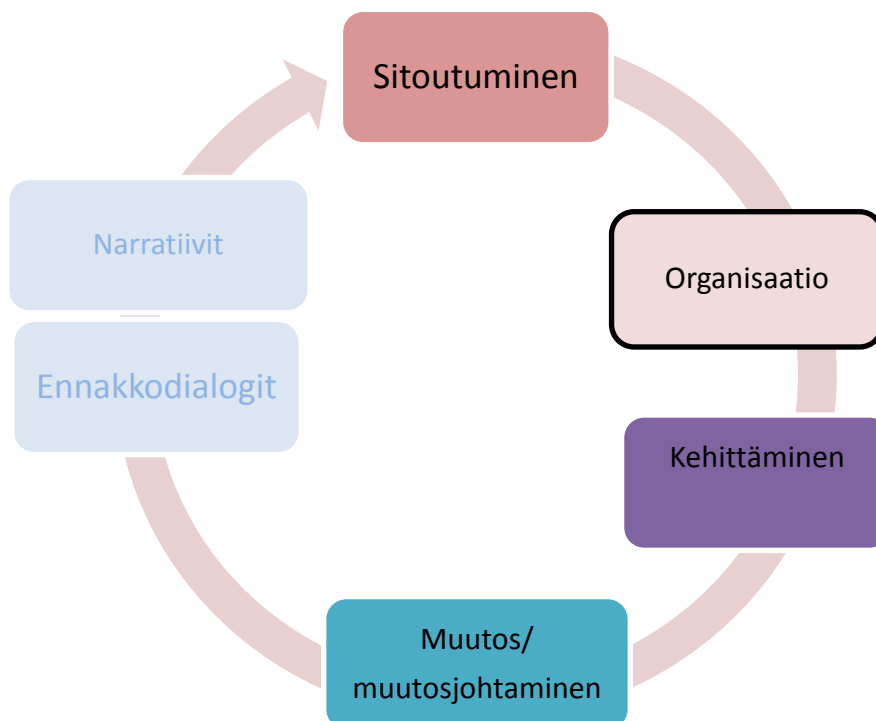 Sitoutuminen
Organisaatio
Kehittäminen
Muutos/
muutosjohtaminen
Ennakkodialogit
Narratiivit